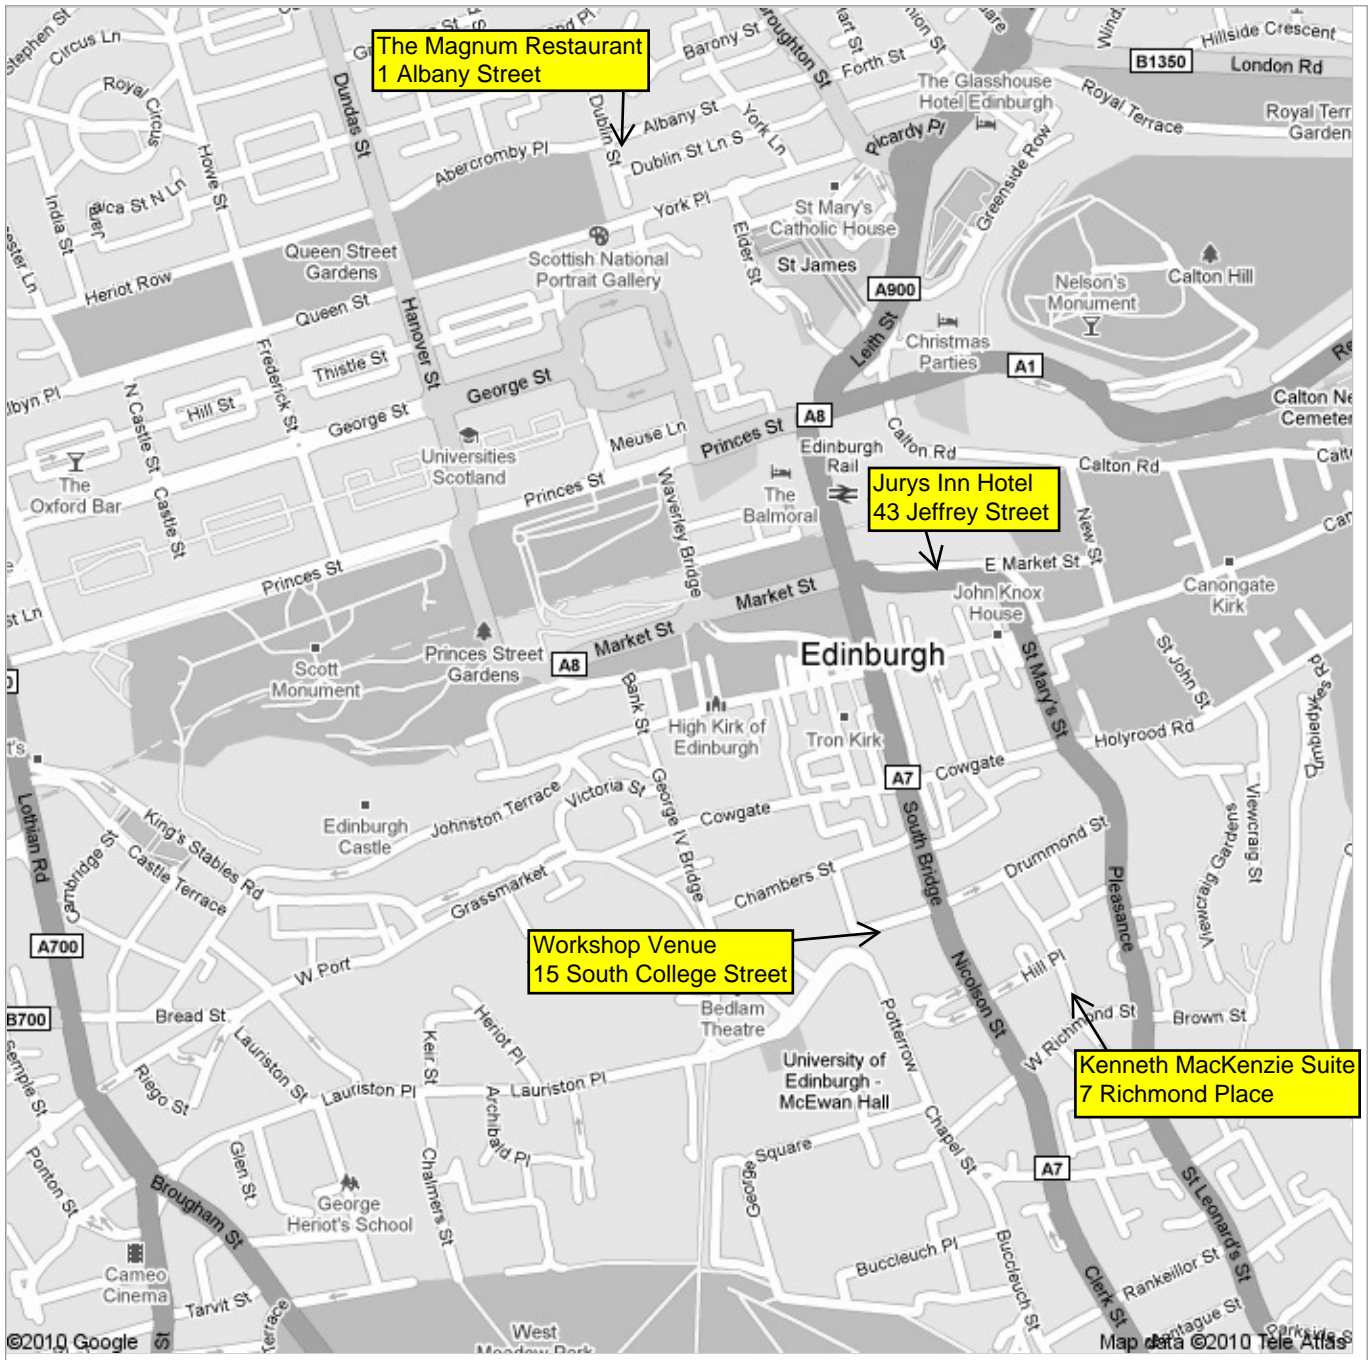 Stephen St
Circus Ln
Royal Circus
Dundas St
The Magnum Restaurant
1 Albany Street
Barony St
Broughton St
Forth St
The Glasshouse
Hotel Edinburgh
B1350
Hillside Crescent
London Rd
Royal Terrace
Royal Terr
Garden
Howe St
India St
Abercromby Pl
Dublin St
Albany St
Dublin St Ln S
York Ln
Picardy Pl
Greenside Row
York Pl
St Mary's
Catholic House
Elder St
St James
Queen Street
Gardens
Scottish National
Portrait Gallery
Heriot Row
Queen St
Hanover St
A900
Nelson's
Monument
Calton Hill
Leith St
Christmas
Parties
A1
Frederick St
Thistle St
George St
Hill St
George St
N Castle St
Castle St
The
Oxford Bar
Universities
Scotland
Meuse Ln
Princes St
A8
Edinburgh
Rail
Calton Rd
Calton Rd
Calton Ne
Cemeter
Princes St
Waverley Bridge
The
Balmoral
Jurys Inn Hotel
43 Jeffrey Street
New St
E Market St
Canongate
Kirk
Princes St
Market St
John Knox
House
Market St
A8
Edinburgh
Scott
Monument
Princes Street
Gardens
St Mary's St
St John St
Bank St
High Kirk of
Edinburgh
Tron Kirk
Holyrood Rd
Cowgate
A7
Victoria St
George IV Bridge
Johnston Terrace
Edinburgh
Castle
Cowgate
South Bridge
King's Stables Rd
Castle Terrace
Cambridge St
Lothian Rd
Grassmarket
Chambers St
Drummond St
Pleasance
Viewcraig Gardens
Viewcraig St
A700
W Port
Workshop Venue
15 South College Street
Nicolson St
Hill Pl
Bedlam
Theatre
Potterrow
W Richmond St
Brown St
B700
Bread St
Semple St
Riego St
Lauriston St
Heriot Pl
Keir St
Lauriston Pl
Lauriston Pl
Archibald Pl
University of
Edinburgh -
McEwan Hall
Kenneth MacKenzie Suite
7 Richmond Place
Chapel St
George
Square
A7
Ponton St
Glen St
Chalmers St
Brougham St
George
Heriot's School
St Leonard's St
Buccleuch Pl
Buccleuch St
Rankeillor St
Clerk St
Cameo
Cinema
Tarvit St
©2010 Google
West
Meadow Park
Map data ©2010 Tele Atlas